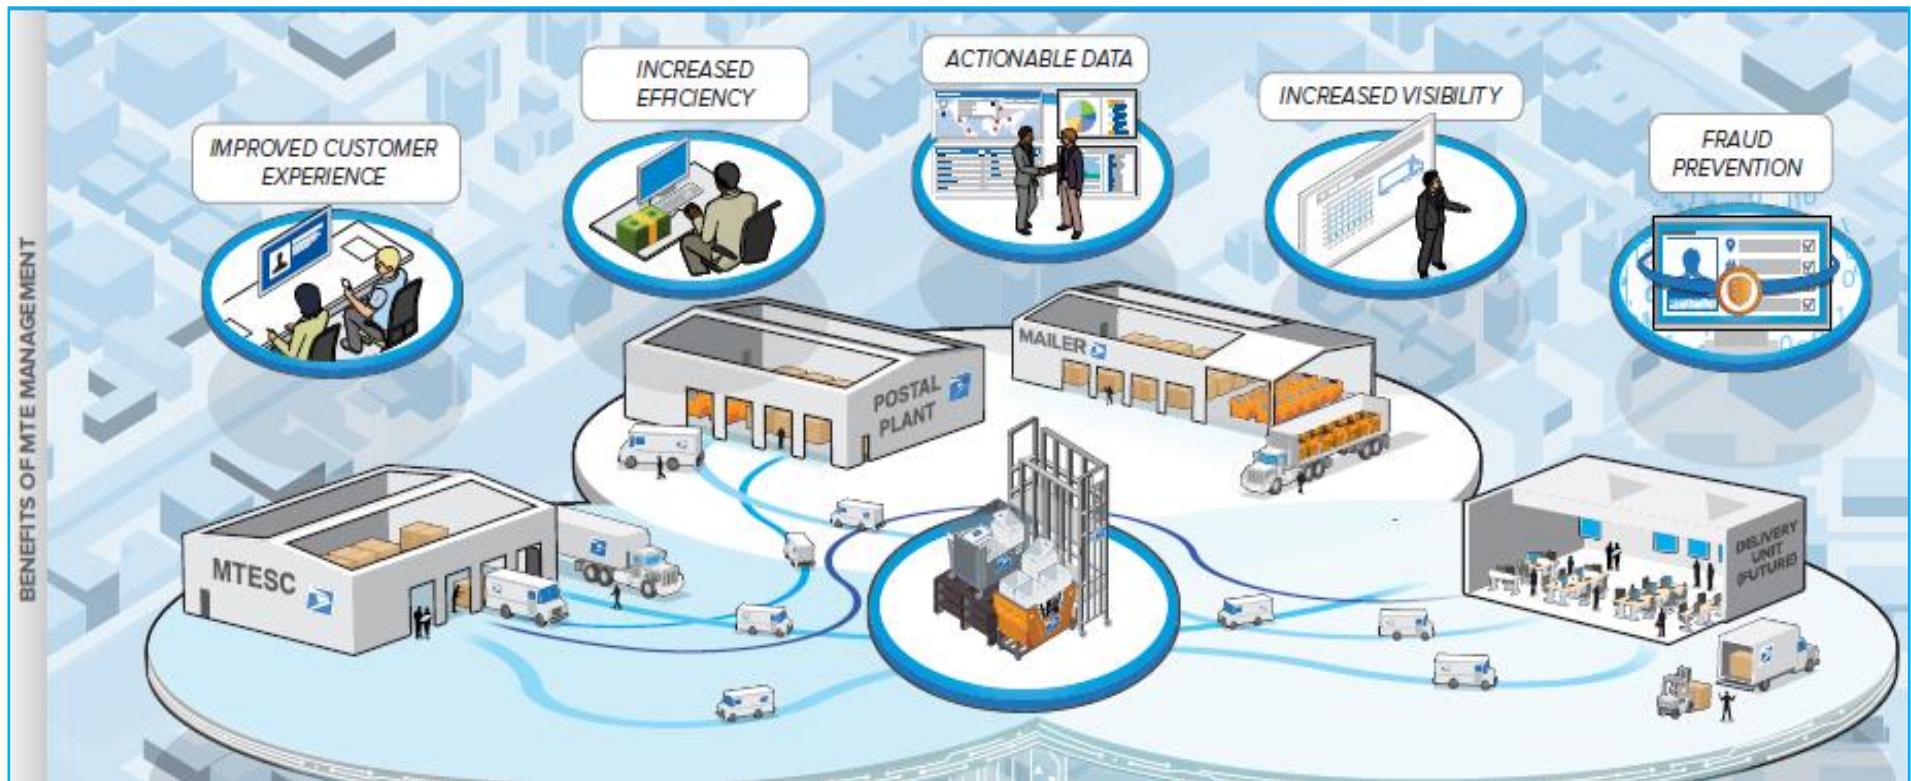 BENEFITS OF MTE MANAGEMENT
IMPROVED CUSTOMER
EXPERIENCE
INCREASED
EFFICIENCY
ACTIONABLE DATA
INCREASED VISIBILITY
FRAUD
PREVENTION
MAILER
POSTAL
PLANT
MTESC
DELIVERY
UNIT
(FUTURE)